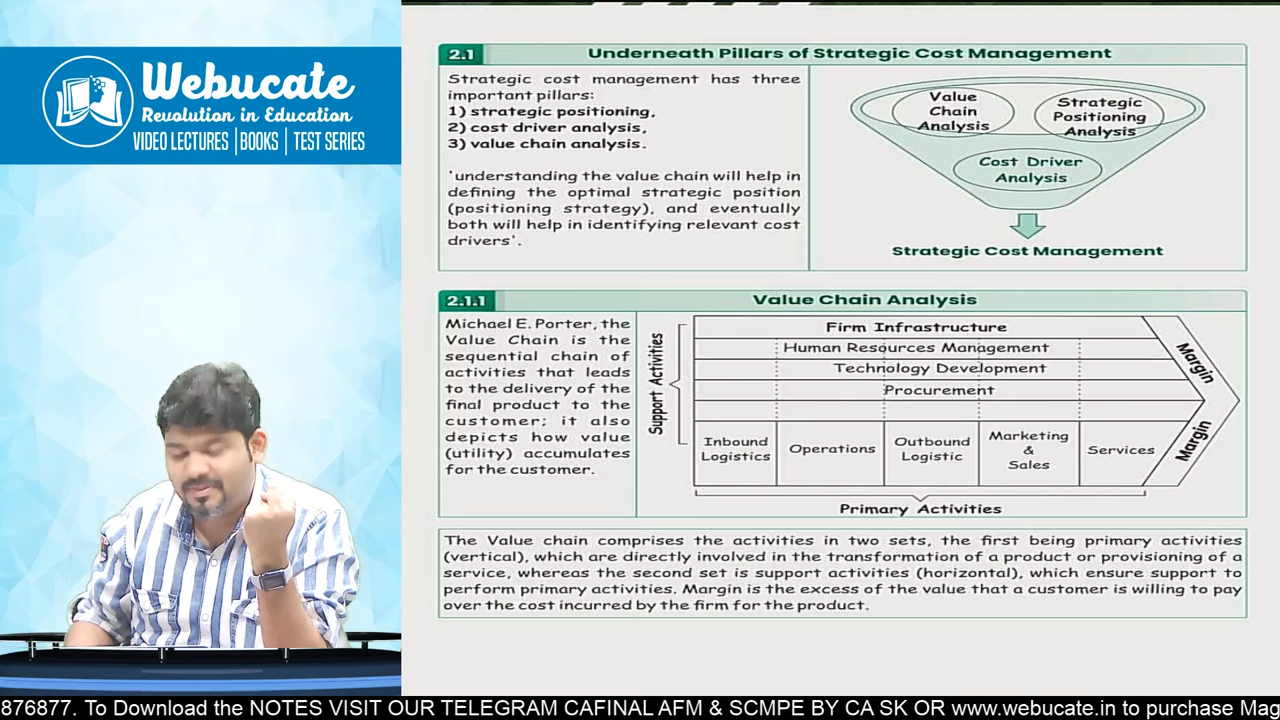 Webucate
Revolution in Education
VIDEO LECTURES | BOOKS | TEST SERIES
2.1 Underneath Pillars of Strategic Cost Management
Strategic cost management has three
important pillars:
1) strategic positioning,
2) cost driver analysis,
3) value chain analysis.
'understanding the value chain will help in
defining the optimal strategic position
(positioning strategy), and eventually
both will help in identifying relevant cost
drivers'.
Value
Chain
Analysis
Strategic
Positioning
Analysis
Cost Driver
Analysis
Strategic Cost Management
2.1.1 Value Chain Analysis
Michael E. Porter, the
Value Chain is the
sequential chain of
activities that leads
to the delivery of the
final product to the
customer; it also
depicts how value
(utility) accumulates
for the customer.
Support Activities
Firm Infrastructure
Human Resources Management
Technology Development
Procurement
Inbound
Logistics
Operations
Outbound
Logistic
Marketing
&
Sales
Services
Margin
Margin
Primary Activities
The Value chain comprises the activities in two sets, the first being primary activities
(vertical), which are directly involved in the transformation of a product or provisioning of a
service, whereas the second set is support activities (horizontal), which ensure support to
perform primary activities. Margin is the excess of the value that a customer is willing to pay
over the cost incurred by the firm for the product.
876877. To Download the NOTES VISIT OUR TELEGRAM CAFINAL AFM & SCMPE BY CA SK OR www.webucate.in to purchase Mag